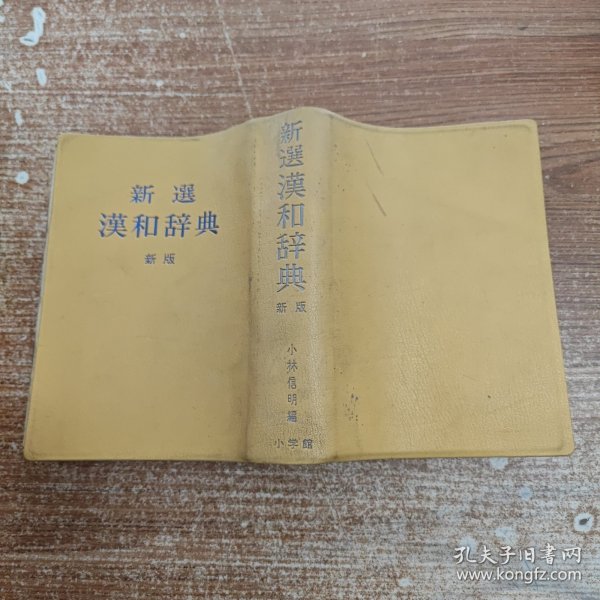 新選
漢和辞典
新版
新選漢和辞典
新版
小林信明編
小学館
孔夫子旧书网
www.kongfz.com